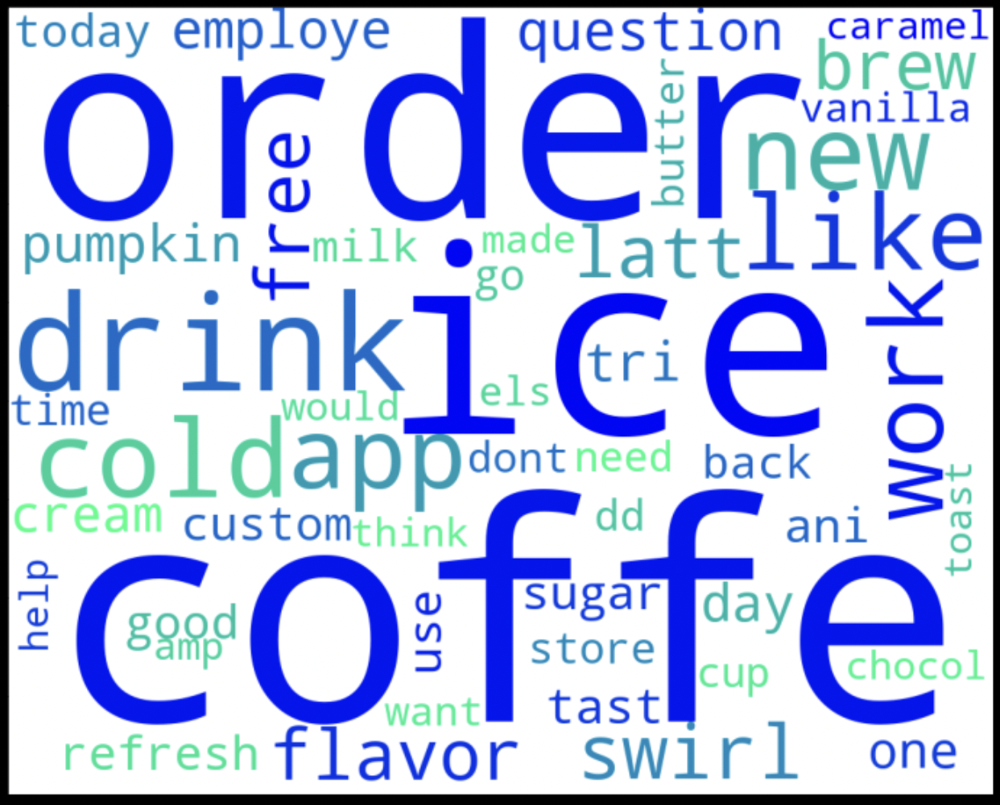 today employe question caramel
order
brew
butter
vanilla
free
new
like
pumpkin milk made latt
go
ice
drink
work
tri
els
time would
cold app dont need back
toast
cream custom think dd ani
coffe
help
sugar day
use
good
amp
store
cup chocol
want tast
refresh flavor swirl one